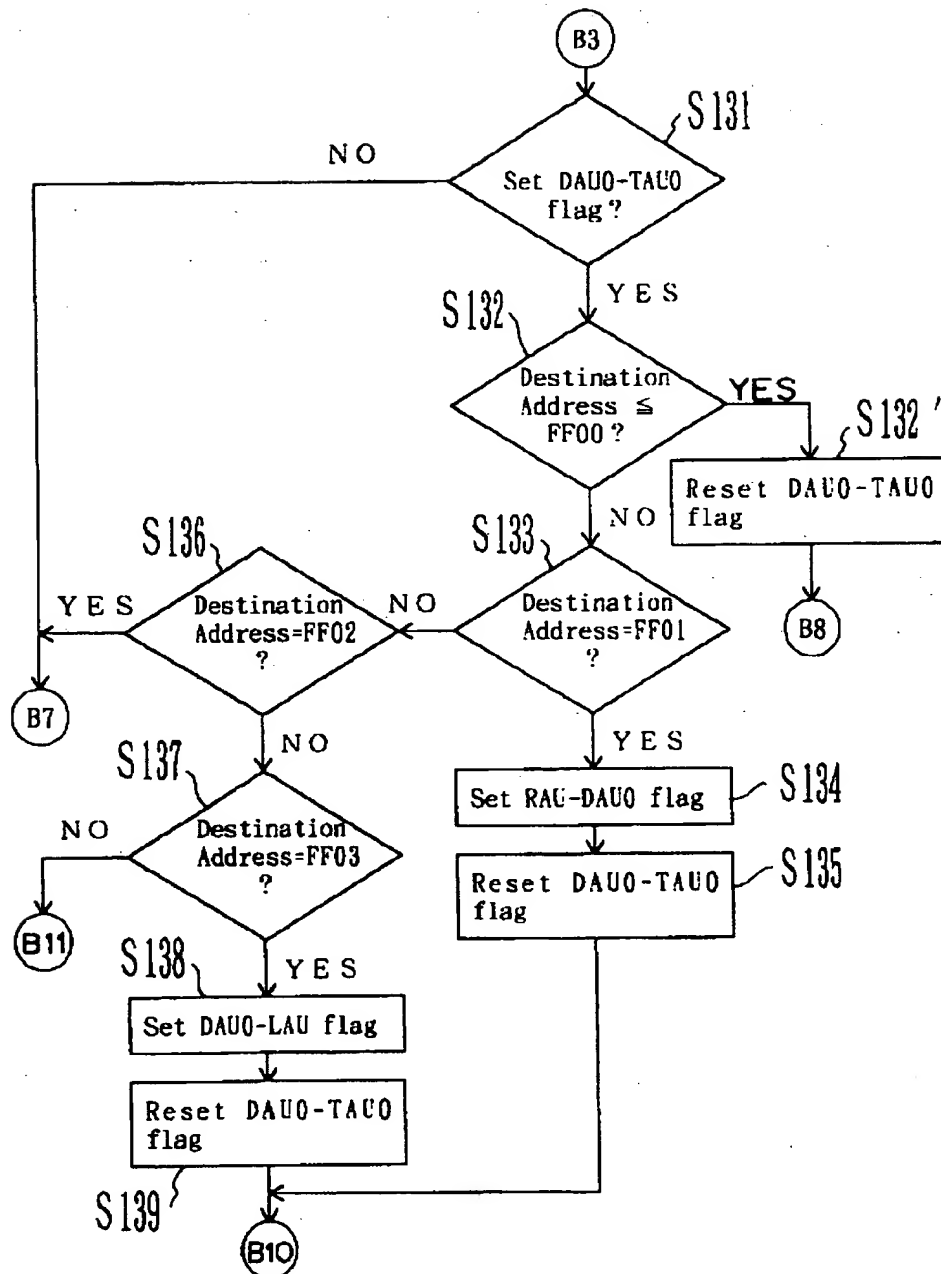 B3
S131
NO
Set DAU0-TAU0
flag?
YES
S132
Destination
Address ≦
FF00?
YES
S132'
Reset DAU0-TAU0
flag
NO
B8
S136
S133
Destination
Address=FF02
?
YES
NO
Destination
Address=FF01
?
B7
NO
YES
S137
Destination
Address=FF03
?
NO
B11
Set RAU-DAU0 flag
S134
Reset DAU0-TAU0
flag
S135
YES
S138
Set DAU0-LAU flag
Reset DAU0-TAU0
flag
S139
B10